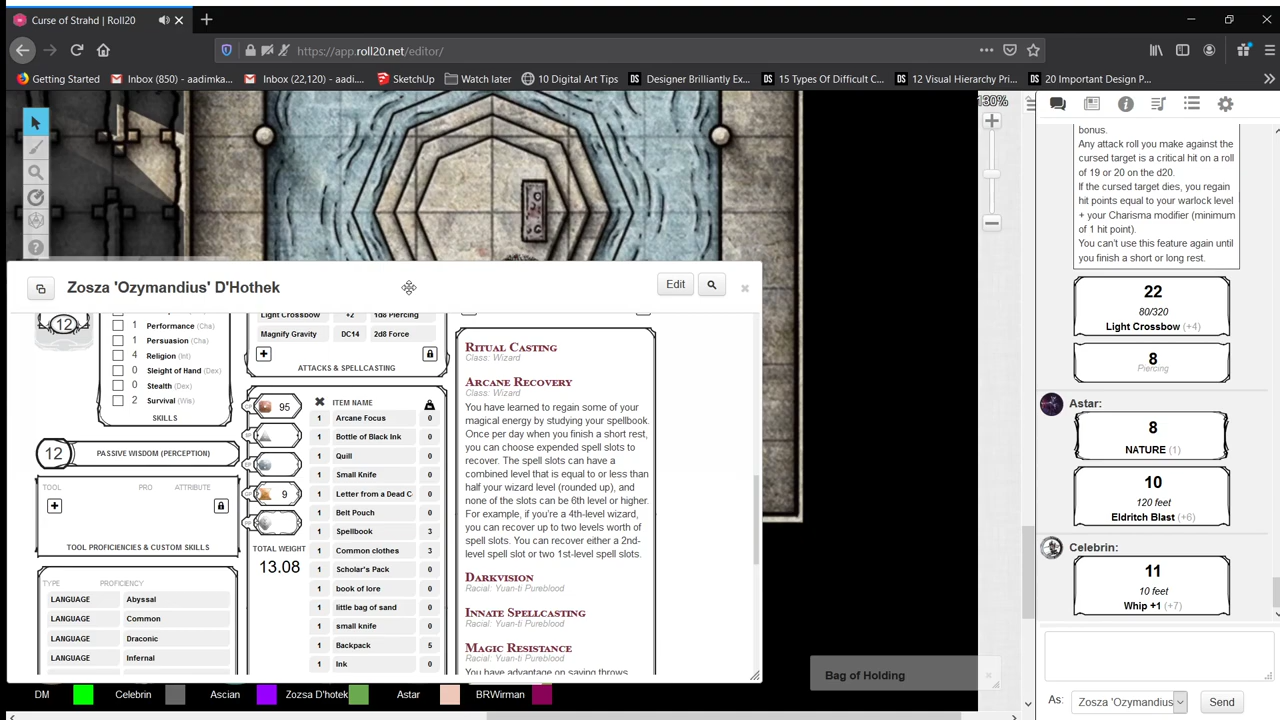 Curse of Strahd | Roll20
https://app.roll20.net/editor/
Getting Started
Inbox (850) - aadimka...
Inbox (22,120) - aadi...
SketchUp
Watch later
10 Digital Art Tips
Designer Brilliantly Ex...
15 Types Of Difficult C...
12 Visual Hierarchy Prin...
20 Important Design P...
130%
bonus.
Any attack roll you make against the
cursed target is a critical hit on a roll
of 19 or 20 on the d20.
If the cursed target dies, you regain
hit points equal to your warlock level
+ your Charisma modifier (minimum
of 1 hit point).
You can't use this feature again until
you finish a short or long rest.
22
80/320
Light Crossbow (+4)
8
Piercing
Astar:
8
NATURE (1)
10
120 feet
Eldritch Blast (+6)
Celebrin:
11
10 feet
Whip +1 (+7)
As:
Zosza 'Ozymandius'
Send
Zosza 'Ozymandius' D'Hothek
Edit
12
1 Performance (Cha)
1 Persuasion (Cha)
4 Religion (Int)
0 Sleight of Hand (Dex)
0 Stealth (Dex)
2 Survival (Wis)
SKILLS
12 PASSIVE WISDOM (PERCEPTION)
TOOL PRO ATTRIBUTE
TOOL PROFICIENCIES & CUSTOM SKILLS
TYPE PROFICIENCY
LANGUAGE Abyssal
LANGUAGE Common
LANGUAGE Draconic
LANGUAGE Infernal
Light Crossbow +2 1d8 Piercing
Magnify Gravity DC14 2d8 Force
ATTACKS & SPELLCASTING
CP 95
SP
EP
GP 9
PP
TOTAL WEIGHT
13.08
ITEM NAME
1 Arcane Focus 0
1 Bottle of Black Ink 0
1 Quill 0
1 Small Knife 0
1 Letter from a Dead C 0
1 Belt Pouch 0
1 Spellbook 3
1 Common clothes 3
1 Scholar's Pack 0
1 book of lore 0
1 little bag of sand 0
1 small knife 0
1 Backpack 5
1 Ink 0
RITUAL CASTING
Class: Wizard
ARCANE RECOVERY
Class: Wizard
You have learned to regain some of your
magical energy by studying your spellbook.
Once per day when you finish a short rest,
you can choose expended spell slots to
recover. The spell slots can have a
combined level that is equal to or less than
half your wizard level (rounded up), and
none of the slots can be 6th level or higher.
For example, if you're a 4th-level wizard,
you can recover up to two levels worth of
spell slots. You can recover either a 2nd-
level spell slot or two 1st-level spell slots.
DARKVISION
Racial: Yuan-ti Pureblood
INNATE SPELLCASTING
Racial: Yuan-ti Pureblood
MAGIC RESISTANCE
Racial: Yuan-ti Pureblood
You have advantage on saving throws
Bag of Holding
DM
Celebrin
Ascian
Zozsa D'hotek
Astar
BRWirman